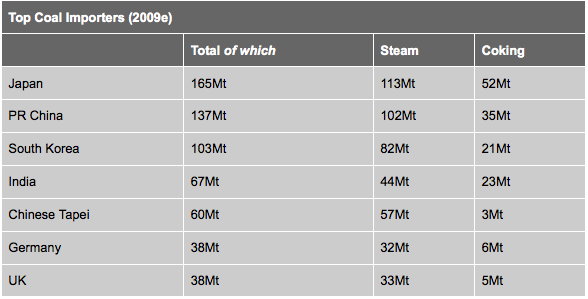 Top Coal Importers (2009e)
Total of which Steam Coking
Japan 165Mt 113Mt 52Mt
PR China 137Mt 102Mt 35Mt
South Korea 103Mt 82Mt 21Mt
India 67Mt 44Mt 23Mt
Chinese Tapei 60Mt 57Mt 3Mt
Germany 38Mt 32Mt 6Mt
UK 38Mt 33Mt 5Mt